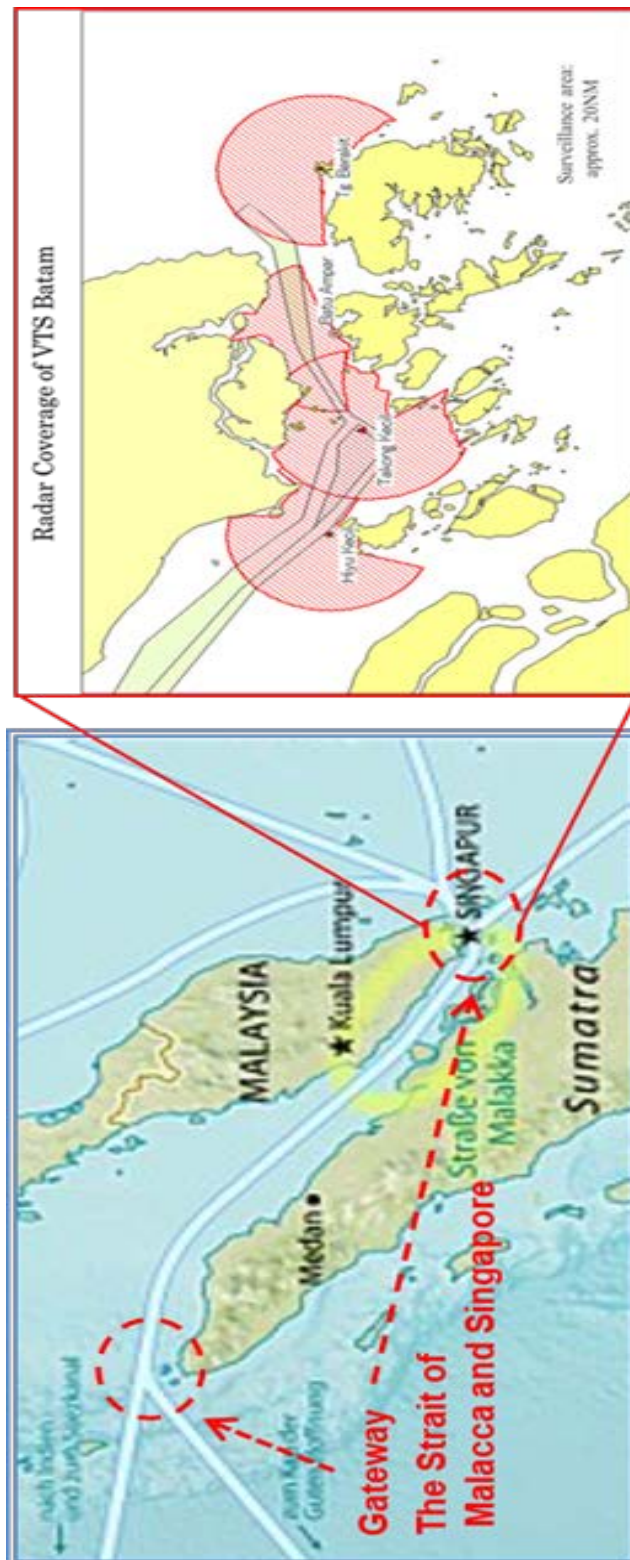 Radar Coverage of VTS Batam
Hyu Kecil
Takong Kecil
Batu Ampar
Tg. Berakit
Surveillance area:
approx. 20NM
nach Indien
und zum Suezkanal
zum Kap der
Guten Hoffnung
MALAYSIA
Kuala Lumpur
Medan
SINGAPUR
Straße von
Malakka
Sumatra
Gateway
The Strait of
Malacca and Singapore